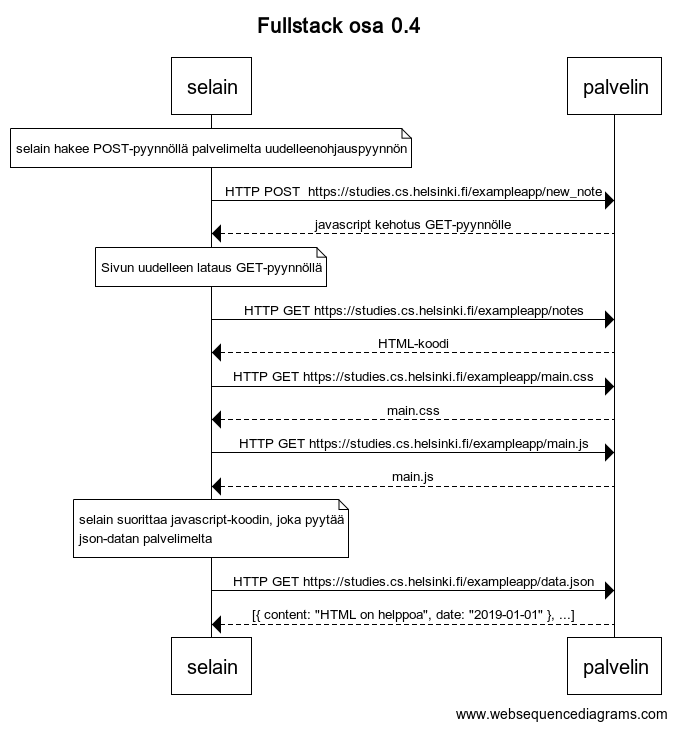 Fullstack osa 0.4
selain
palvelin
selain hakee POST-pyynnöllä palvelimelta uudelleenohjauspyynnön
HTTP POST  https://studies.cs.helsinki.fi/exampleapp/new_note
javascript kehotus GET-pyynnölle
Sivun uudelleen lataus GET-pyynnöllä
HTTP GET https://studies.cs.helsinki.fi/exampleapp/notes
HTML-koodi
HTTP GET https://studies.cs.helsinki.fi/exampleapp/main.css
main.css
HTTP GET https://studies.cs.helsinki.fi/exampleapp/main.js
main.js
selain suorittaa javascript-koodin, joka pyytää
json-datan palvelimelta
HTTP GET https://studies.cs.helsinki.fi/exampleapp/data.json
[{ content: "HTML on helppoa", date: "2019-01-01" }, ...]
selain
palvelin
www.websequencediagrams.com